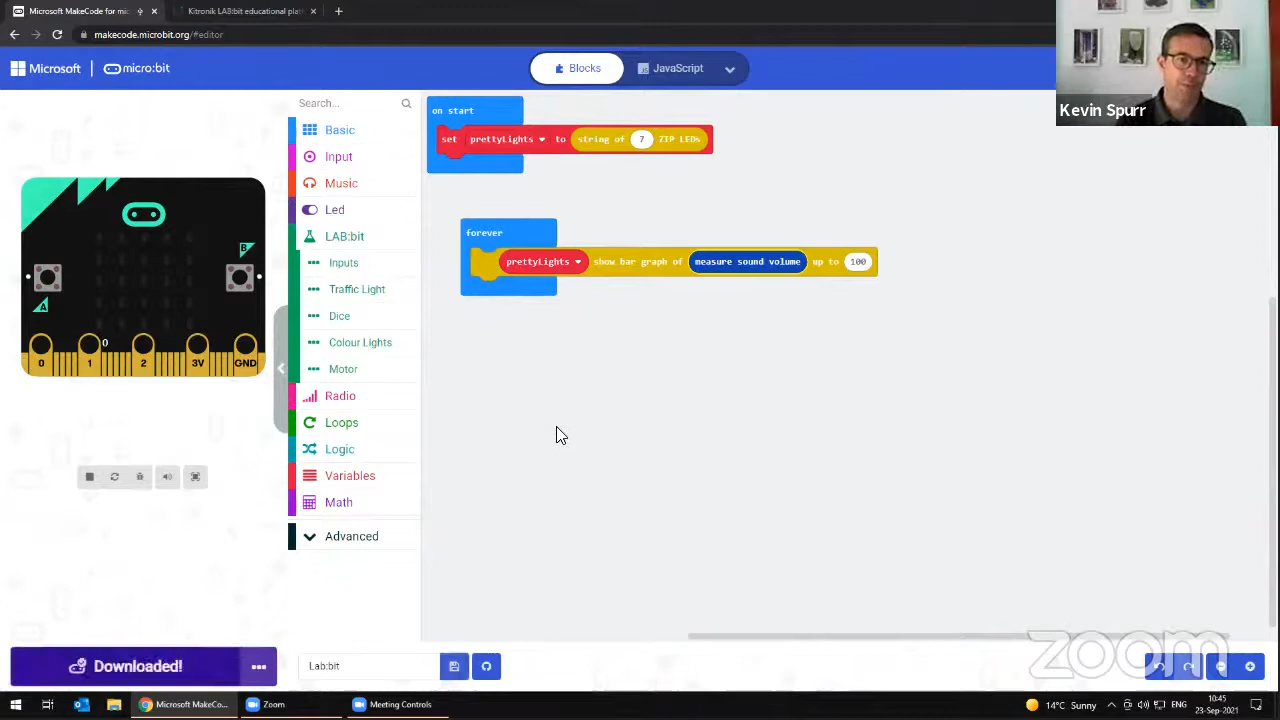 Microsoft MakeCode for mic
Kitronik LAB:bit educational plat
makecode.microbit.org/#editor
Microsoft
micro:bit
Blocks
JavaScript
Kevin Spurr
Search...
Basic
Input
Music
Led
LAB:bit
Inputs
Traffic Light
Dice
Colour Lights
Motor
Radio
Loops
Logic
Variables
Math
Advanced
on start
set prettyLights to string of 7 ZIP LEDs
forever
prettyLights show bar graph of measure sound volume up to 100
A
B
0
0 1 2 3V GND
Downloaded!
Lab:bit
zoom
Microsoft MakeCo...
Zoom
Meeting Controls
14°C Sunny
ENG
10:45
23-Sep-2021